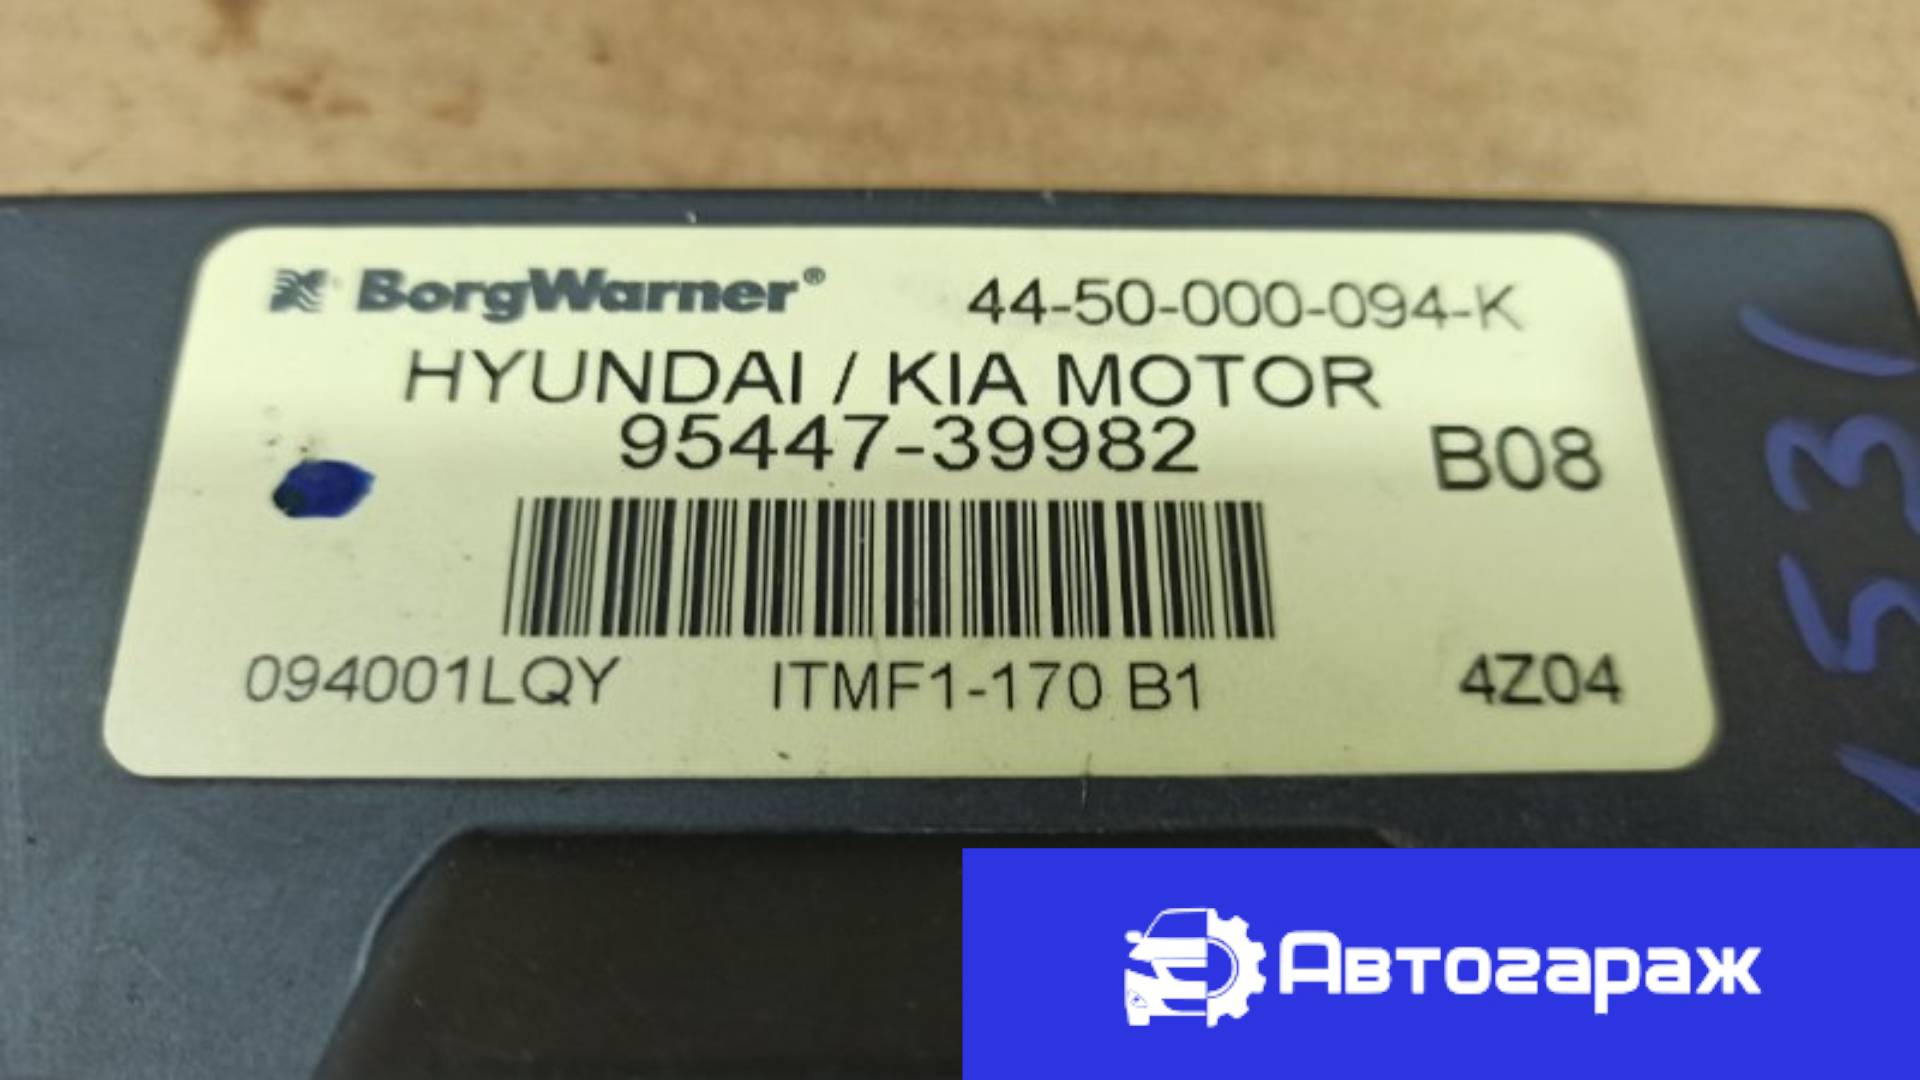 BorgWarner® 44-50-000-094-K
HYUNDAI / KIA MOTOR
95447-39982
B08
094001LQY ITMF1-170 B1 4Z04
Автогараж